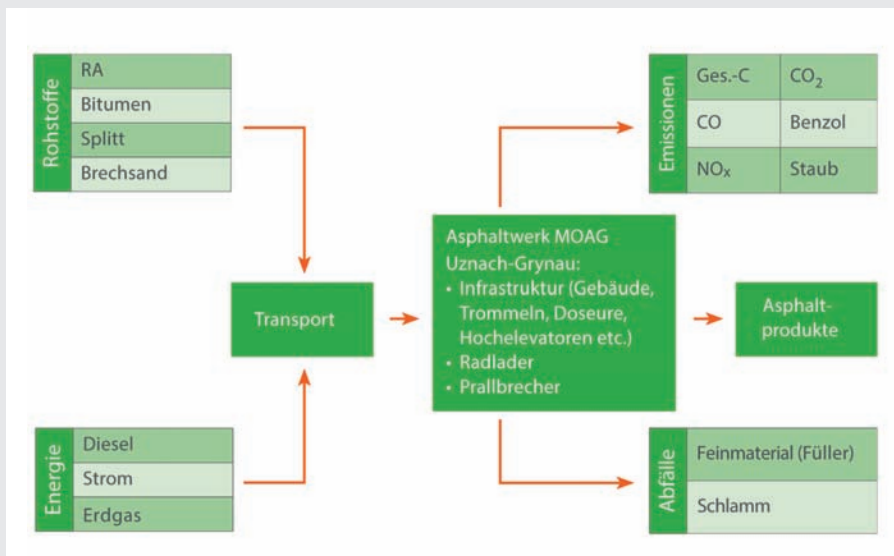 Rohstoffe
RA
Bitumen
Splitt
Brechsand
Energie
Diesel
Strom
Erdgas
Transport
Asphaltwerk MOAG
Uznach-Grynau:
• Infrastruktur (Gebäude,
Trommeln, Doseure,
Hochelevatoren etc.)
• Radlader
• Prallbrecher
Emissionen
Ges.-C CO₂
CO Benzol
NOₓ Staub
Asphalt-
produkte
Abfälle
Feinmaterial (Füller)
Schlamm